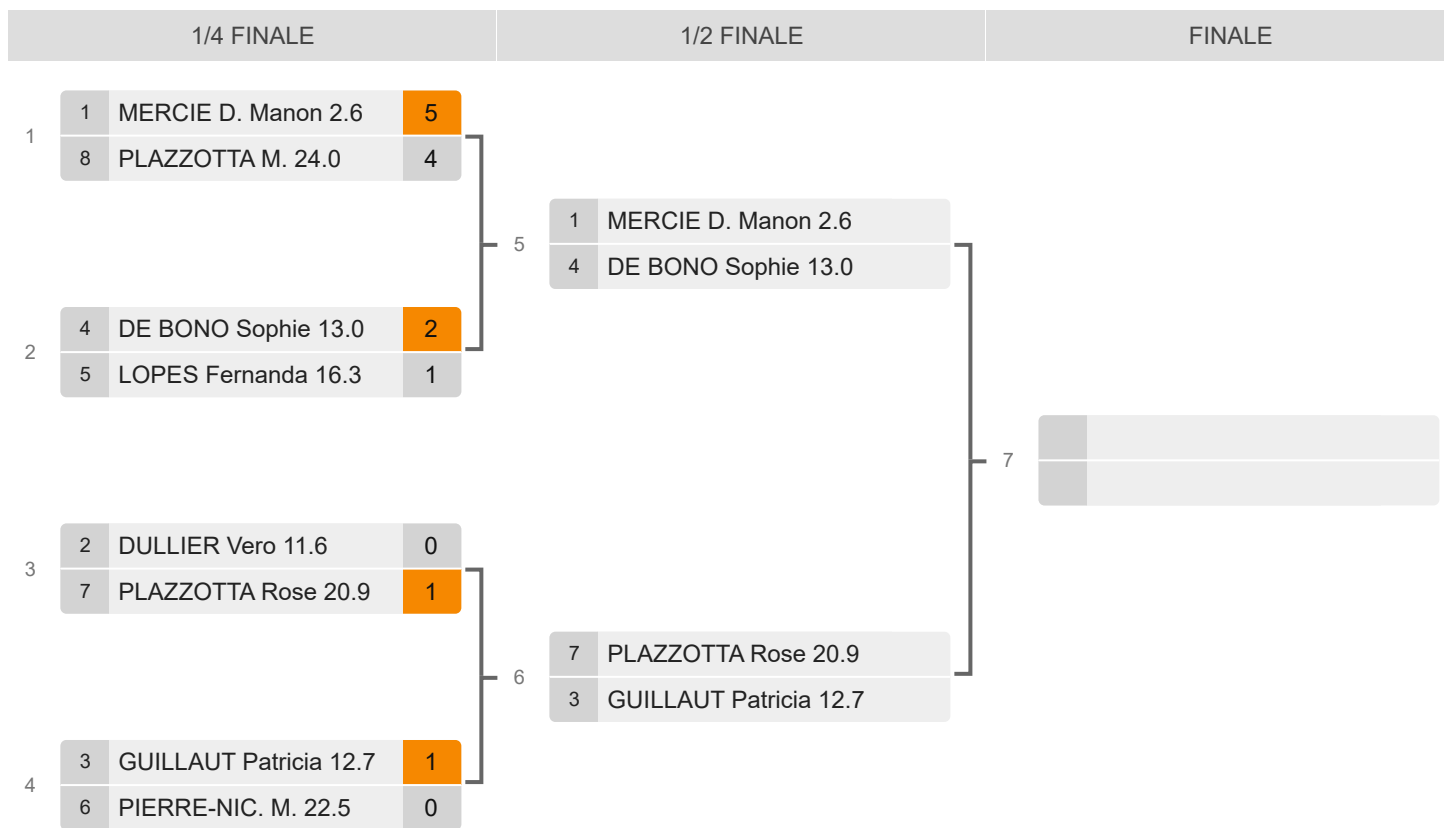 1/4 FINALE 1/2 FINALE FINALE
1 MERCIE D. Manon 2.6 5
1
8 PLAZZOTTA M. 24.0 4
1 MERCIE D. Manon 2.6
5
4 DE BONO Sophie 13.0
4 DE BONO Sophie 13.0 2
2
5 LOPES Fernanda 16.3 1
7
2 DULLIER Vero 11.6 0
3
7 PLAZZOTTA Rose 20.9 1
7 PLAZZOTTA Rose 20.9
6
3 GUILLAUT Patricia 12.7
3 GUILLAUT Patricia 12.7 1
4
6 PIERRE-NIC. M. 22.5 0